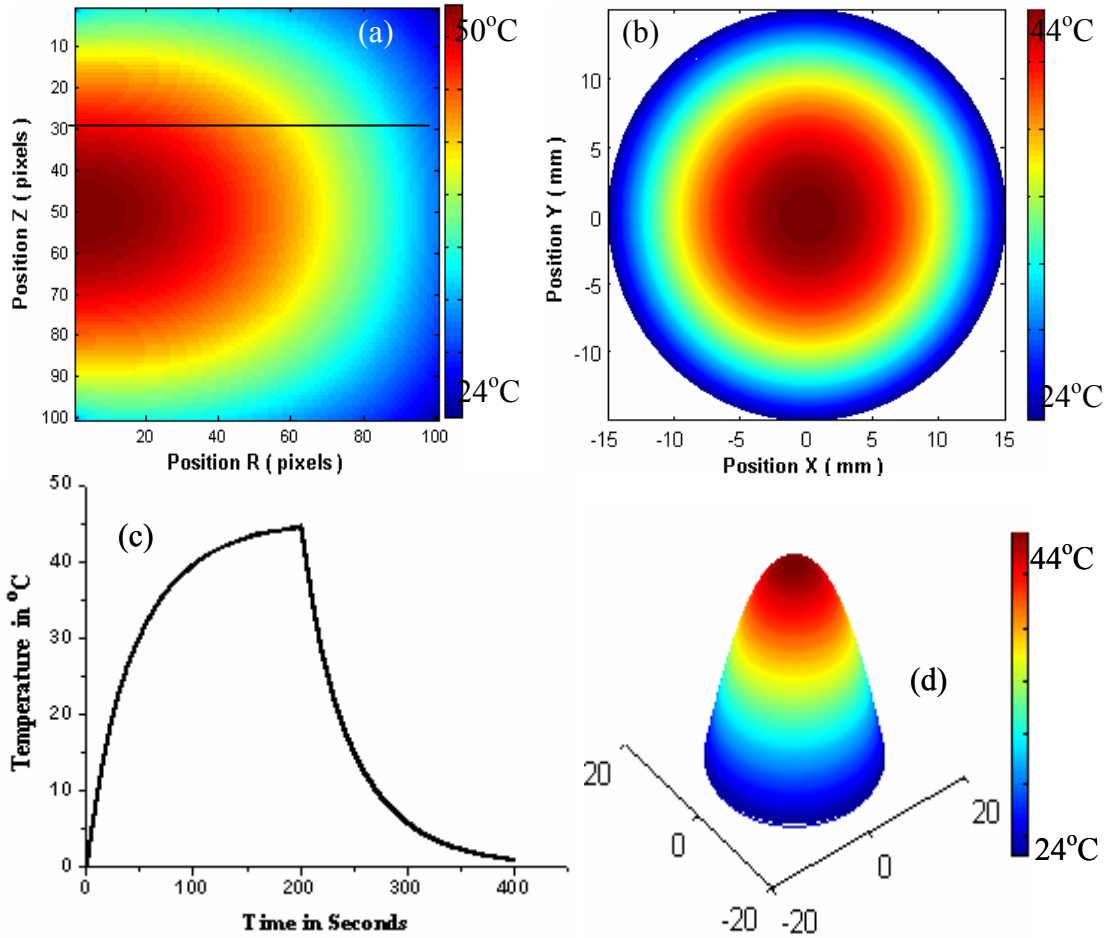 (a)
50°C
24°C
10
20
30
40
50
60
70
80
90
100
Position Z ( pixels )
20 40 60 80 100
Position R ( pixels )
(b)
44°C
24°C
10
5
0
-5
-10
Position Y ( mm )
-15 -10 -5 0 5 10 15
Position X ( mm )
(c)
50
40
30
20
10
0
Temperature in °C
0 100 200 300 400
Time in Seconds
(d)
44°C
24°C
20
0
-20
-20
0
20